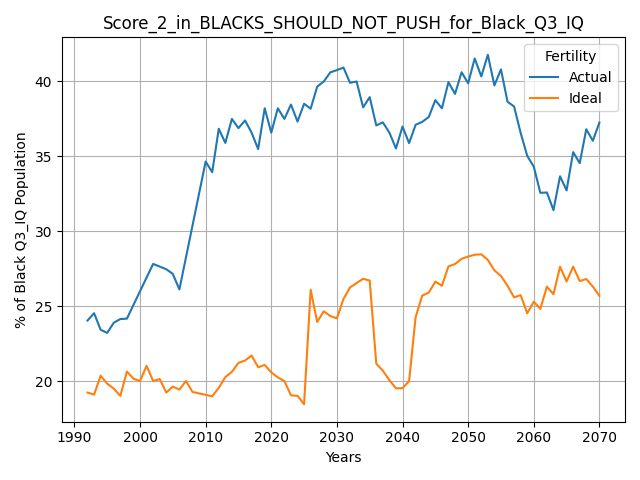 Score_2_in_BLACKS_SHOULD_NOT_PUSH_for_Black_Q3_IQ
Fertility
Actual
Ideal
% of Black Q3_IQ Population
40
35
30
25
20
1990 2000 2010 2020 2030 2040 2050 2060 2070
Years